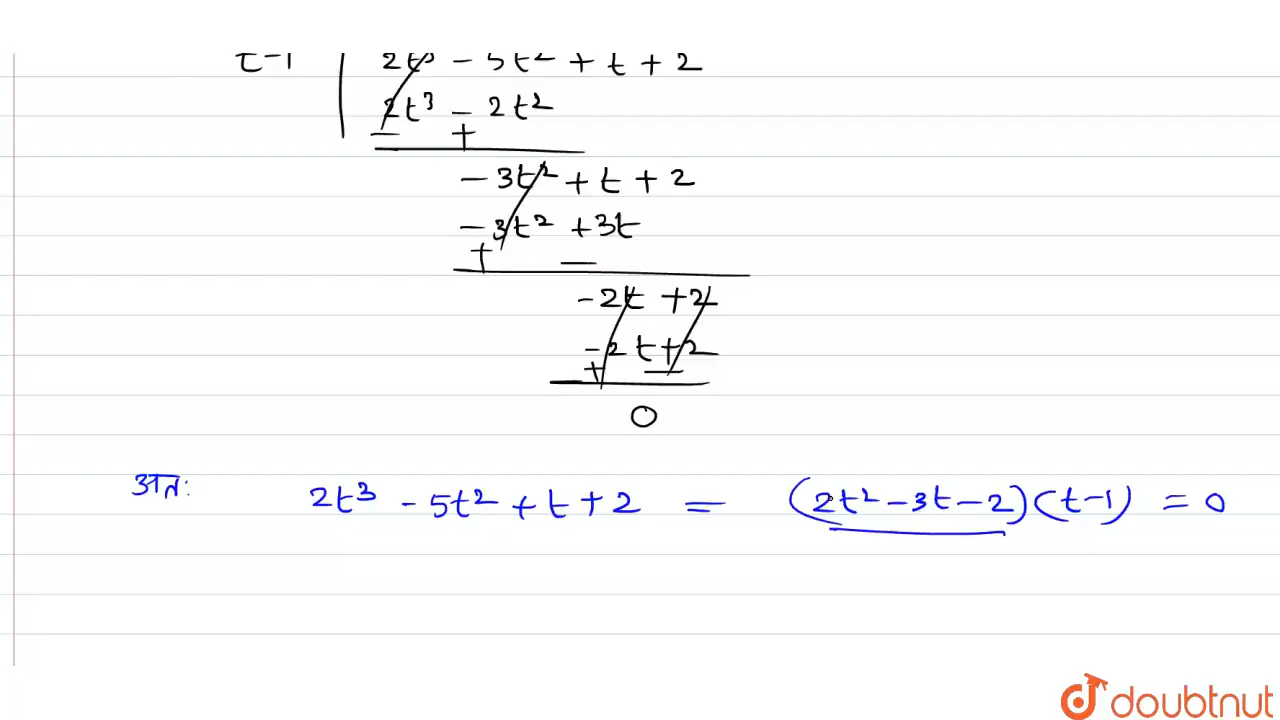 t-1 | 2t³ - 5t² + t + 2
2t³ - 2t²
- +
- 3t² + t + 2
- 3t² + 3t
+ -
- 2t + 2
- 2t + 2
+ -
0
अतः 2t³ - 5t² + t + 2 = (2t² - 3t - 2)(t-1) = 0
doubtnut